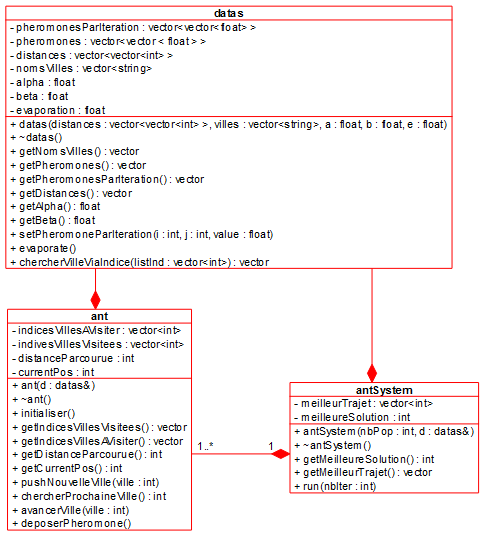 datas
- pheromonesParIteration : vector<vector<float> >
- pheromones : vector<vector < float > >
- distances : vector<vector<int> >
- nomsVilles : vector<string>
- alpha : float
- beta : float
- evaporation : float
+ datas(distances : vector<vector<int> >, villes : vector<string>, a : float, b : float, e : float)
+ ~datas()
+ getNomsVilles() : vector
+ getPheromones() : vector
+ getPheromonesParIteration() : vector
+ getDistances() : vector
+ getAlpha() : float
+ getBeta() : float
+ setPheromoneParIteration(i : int, j : int, value : float)
+ evaporate()
+ chercherVilleViaIndice(listInd : vector<int>) : vector
ant
- indicesVillesAVisiter : vector<int>
- indivesVillesVisitees : vector<int>
- distanceParcourue : int
- currentPos : int
+ ant(d : datas&)
+ ~ant()
+ initialiser()
+ getIndicesVillesVisitees() : vector
+ getIndicesVillesAVisiter() : vector
+ getDistanceParcourue() : int
+ getCurrentPos() : int
+ pushNouvelleVille(ville : int)
+ chercherProchaineVille() : int
+ avancerVille(ville : int)
+ deposerPheromone()
1..*
1
antSystem
- meilleurTrajet : vector<int>
- meilleureSolution : int
+ antSystem(nbPop : int, d : datas&)
+ ~antSystem()
+ getMeilleureSolution() : int
+ getMeilleurTrajet() : vector
+ run(nbIter : int)